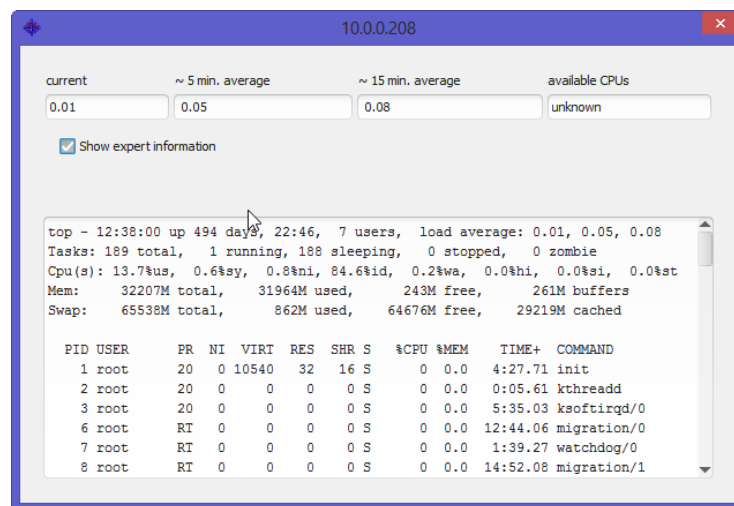 10.0.0.208
current ~ 5 min. average ~ 15 min. average available CPUs
0.01 0.05 0.08 unknown
Show expert information
top - 12:38:00 up 494 days, 22:46, 7 users, load average: 0.01, 0.05, 0.08
Tasks: 189 total, 1 running, 188 sleeping, 0 stopped, 0 zombie
Cpu(s): 13.7%us, 0.6%sy, 0.8%ni, 84.6%id, 0.2%wa, 0.0%hi, 0.0%si, 0.0%st
Mem: 32207M total, 31964M used, 243M free, 261M buffers
Swap: 65538M total, 862M used, 64676M free, 29219M cached
PID USER PR NI VIRT RES SHR S %CPU %MEM TIME+ COMMAND
1 root 20 0 10540 32 16 S 0 0.0 4:27.71 init
2 root 20 0 0 0 0 S 0 0.0 0:05.61 kthreadd
3 root 20 0 0 0 0 S 0 0.0 5:35.03 ksoftirqd/0
6 root RT 0 0 0 0 S 0 0.0 12:44.06 migration/0
7 root RT 0 0 0 0 S 0 0.0 1:39.27 watchdog/0
8 root RT 0 0 0 0 S 0 0.0 14:52.08 migration/1